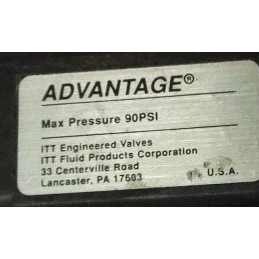 ADVANTAGE®
Max Pressure 90PSI
ITT Engineered Valves
ITT Fluid Products Corporation
33 Centerville Road
Lancaster, PA 17603
U.S.A.